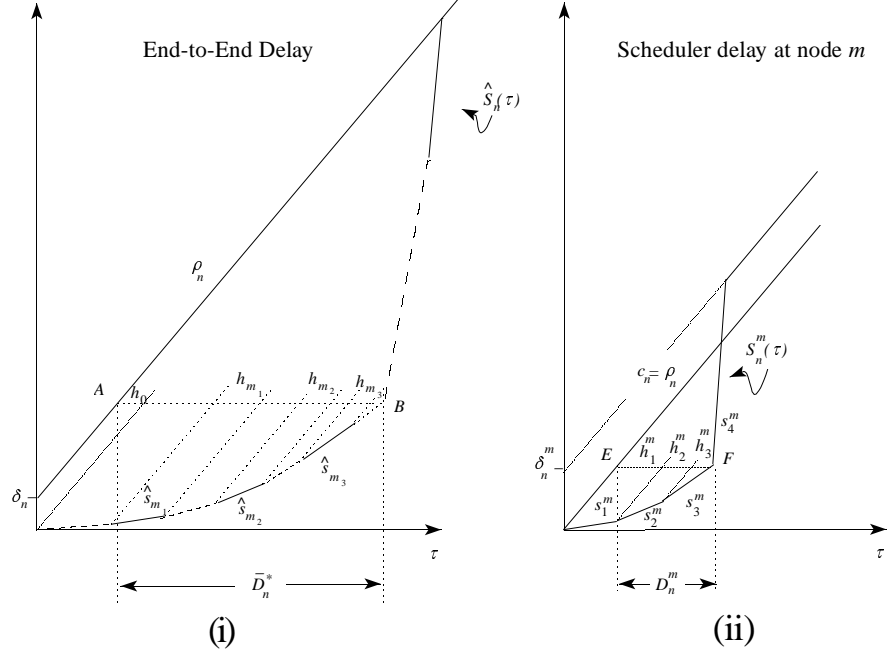 End-to-End Delay
Ŝₙ(τ)
ρₙ
A
h₀
hₘ₁
hₘ₂
hₘ₃
B
δₙ
ŝₘ₁
ŝₘ₂
ŝₘ₃
τ
D̄ₙ*
(i)
Scheduler delay at node m
Sₙᵐ(τ)
cₙ = ρₙ
δₙᵐ
E
h₁ᵐ
h₂ᵐ
h₃ᵐ
s₄ᵐ
F
s₁ᵐ
s₂ᵐ
s₃ᵐ
τ
Dₙᵐ
(ii)